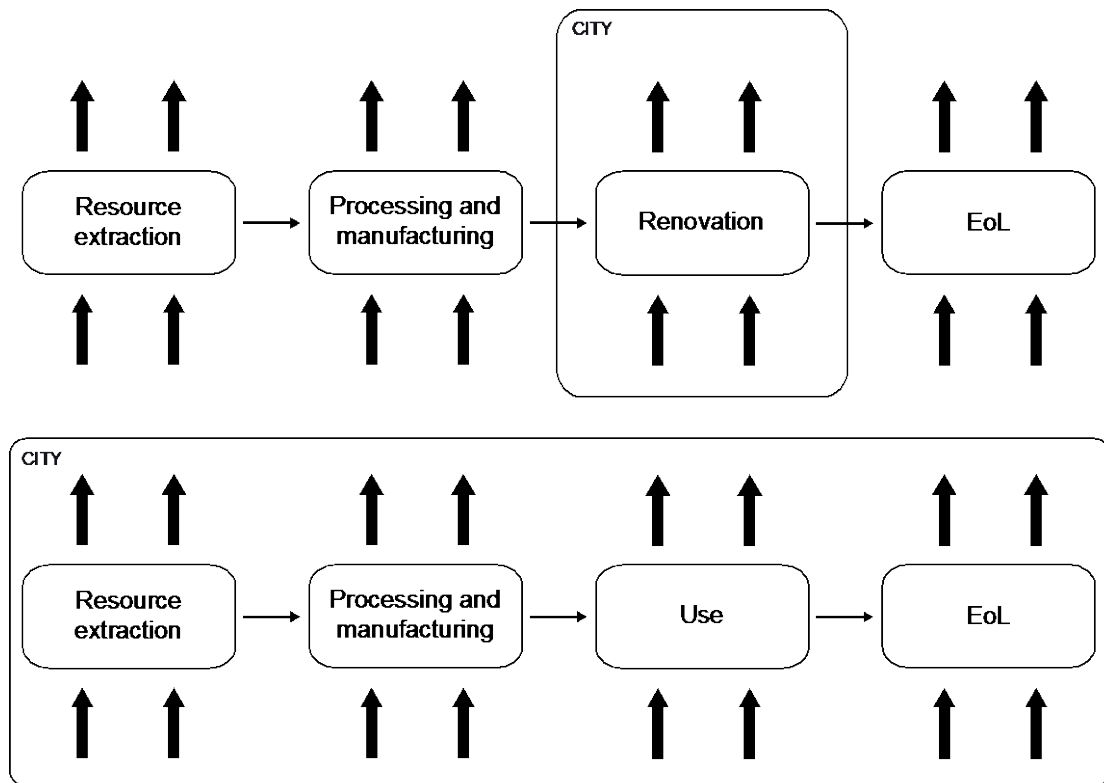 CITY
Resource
extraction
Processing and
manufacturing
Renovation
EoL
CITY
Resource
extraction
Processing and
manufacturing
Use
EoL